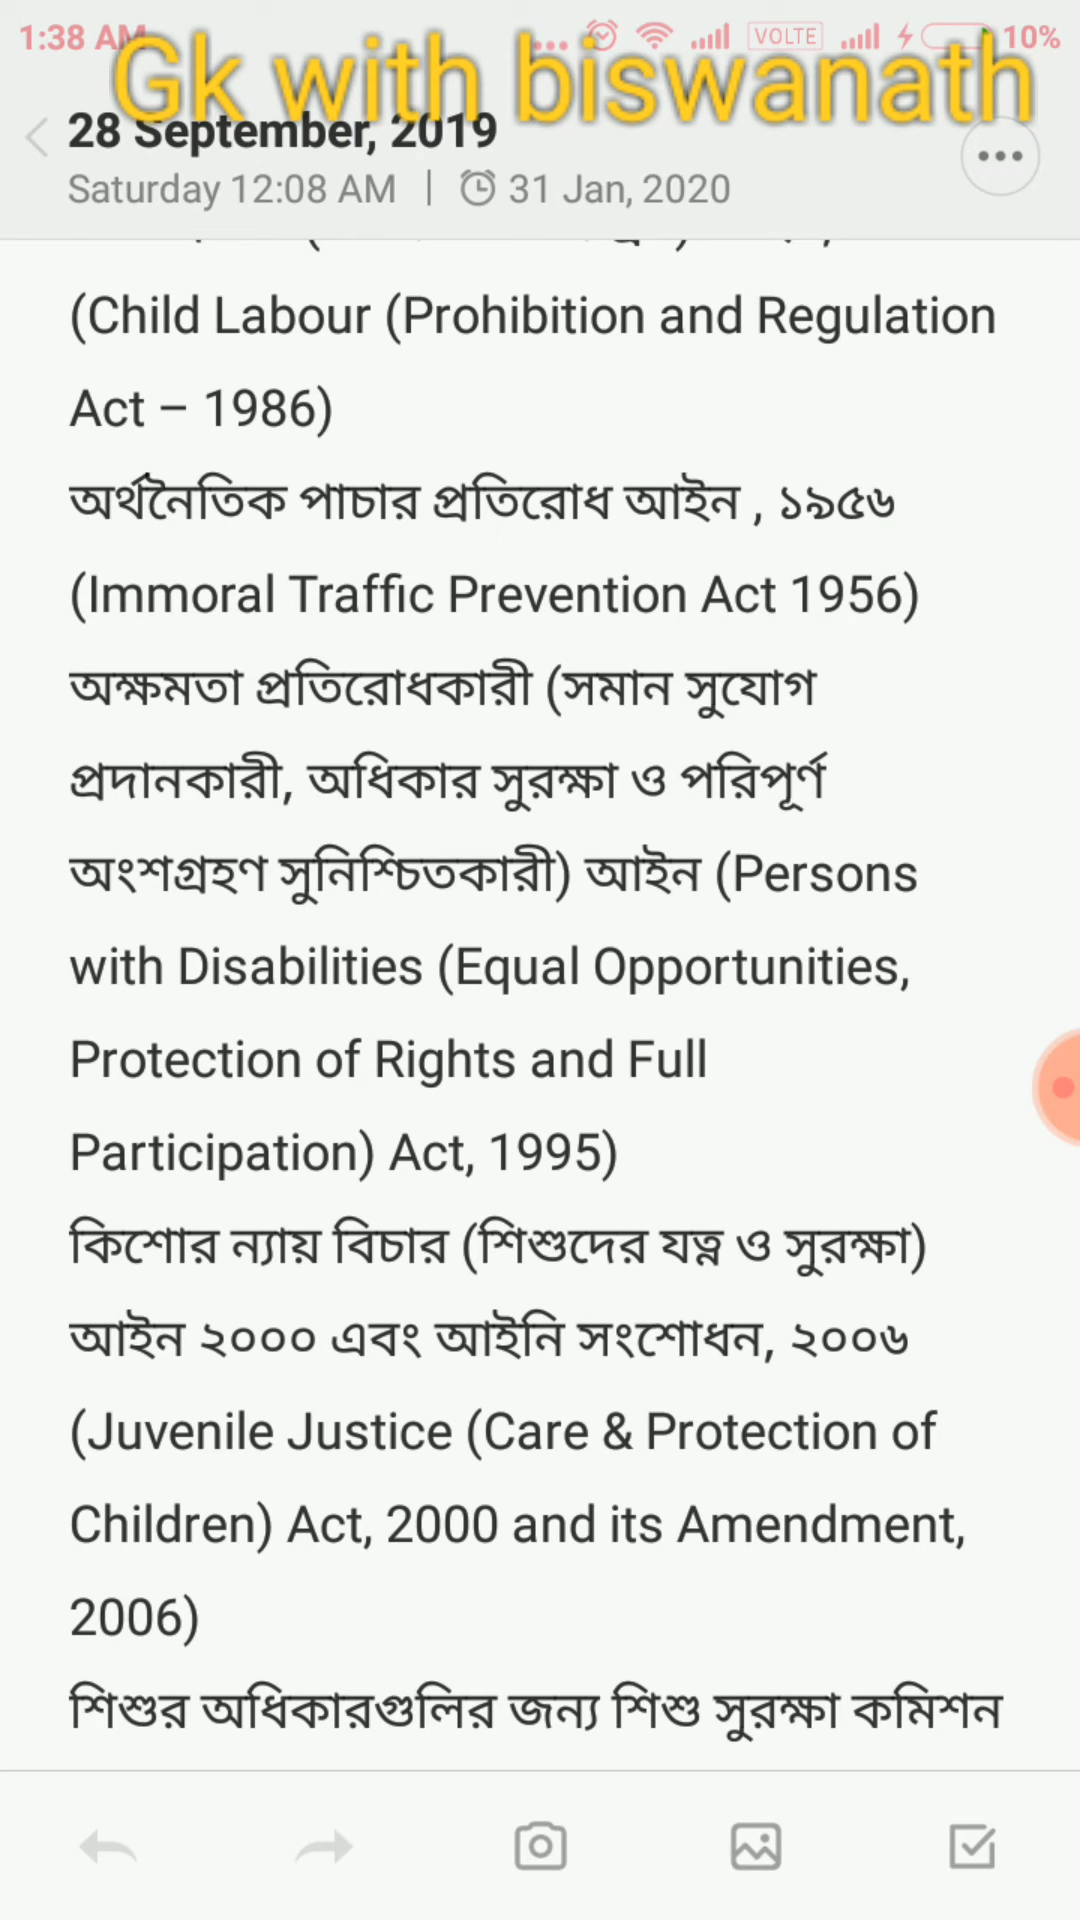 1:38 AM
... VOLTE 10%
Gk with biswanath
28 September, 2019
Saturday 12:08 AM | 31 Jan, 2020
(Child Labour (Prohibition and Regulation
Act – 1986)
অর্থনৈতিক পাচার প্রতিরোধ আইন , ১৯৫৬
(Immoral Traffic Prevention Act 1956)
অক্ষমতা প্রতিরোধকারী (সমান সুযোগ
প্রদানকারী, অধিকার সুরক্ষা ও পরিপূর্ণ
অংশগ্রহণ সুনিশ্চিতকারী) আইন (Persons
with Disabilities (Equal Opportunities,
Protection of Rights and Full
Participation) Act, 1995)
কিশোর ন্যায় বিচার (শিশুদের যত্ন ও সুরক্ষা)
আইন ২০০০ এবং আইনি সংশোধন, ২০০৬
(Juvenile Justice (Care & Protection of
Children) Act, 2000 and its Amendment,
2006)
শিশুর অধিকারগুলির জন্য শিশু সুরক্ষা কমিশন